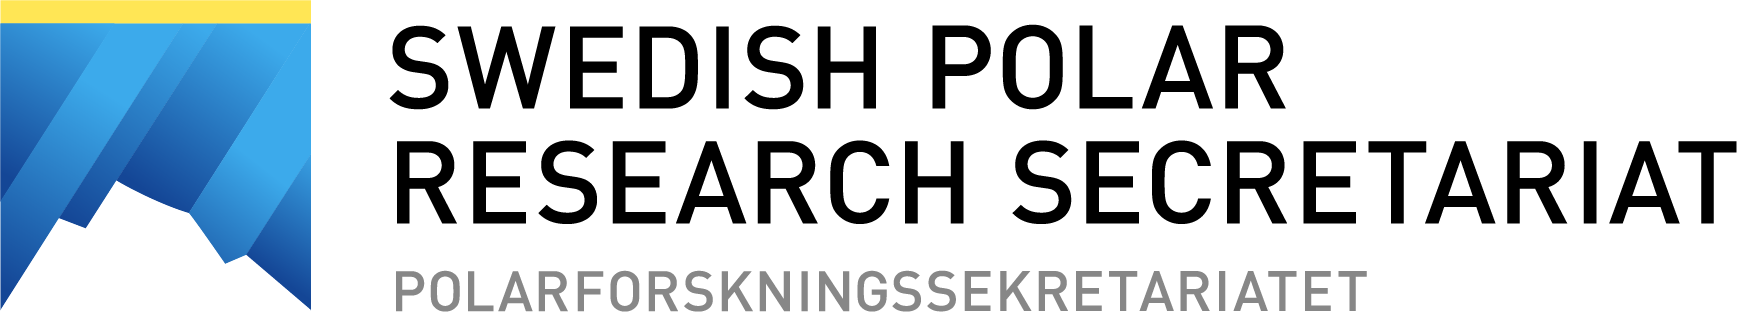 SWEDISH POLAR
RESEARCH SECRETARIAT
POLARFORSKNINGSSEKRETARIATET